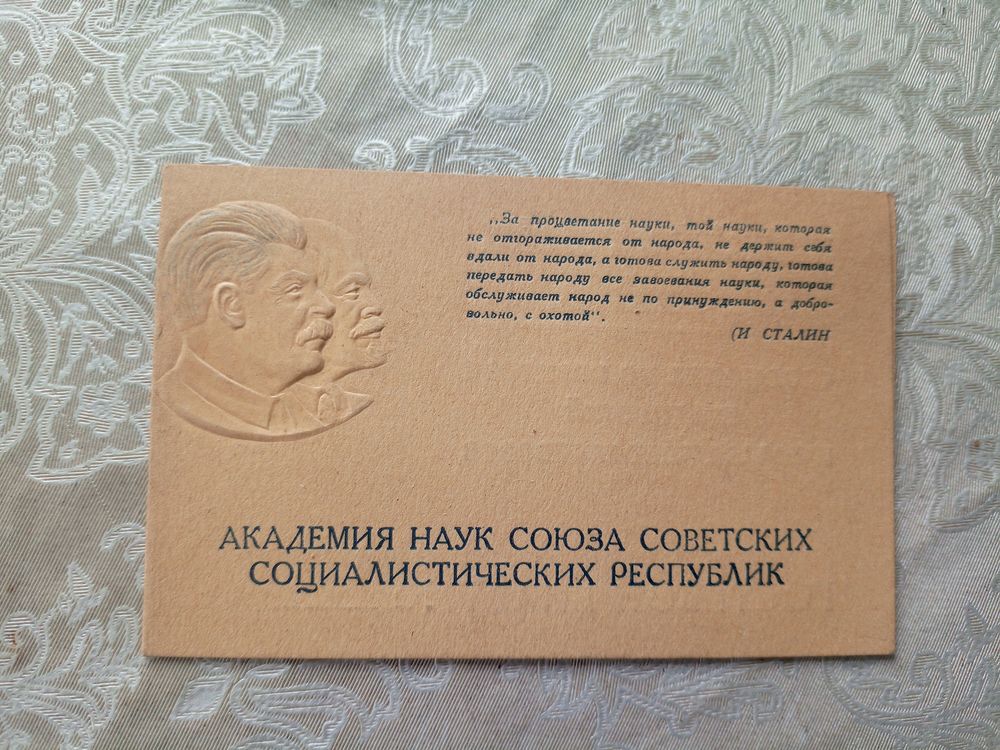 „За процветание науки, той науки, которая
не отгораживается от народа, не держит себя
вдали от народа, а готова служить народу, готова
передать народу все завоевания науки, которая
обслуживает народ не по принуждению, а добро-
вольно, с охотой“.
(И СТАЛИН
АКАДЕМИЯ НАУК СОЮЗА СОВЕТСКИХ
СОЦИАЛИСТИЧЕСКИХ РЕСПУБЛИК